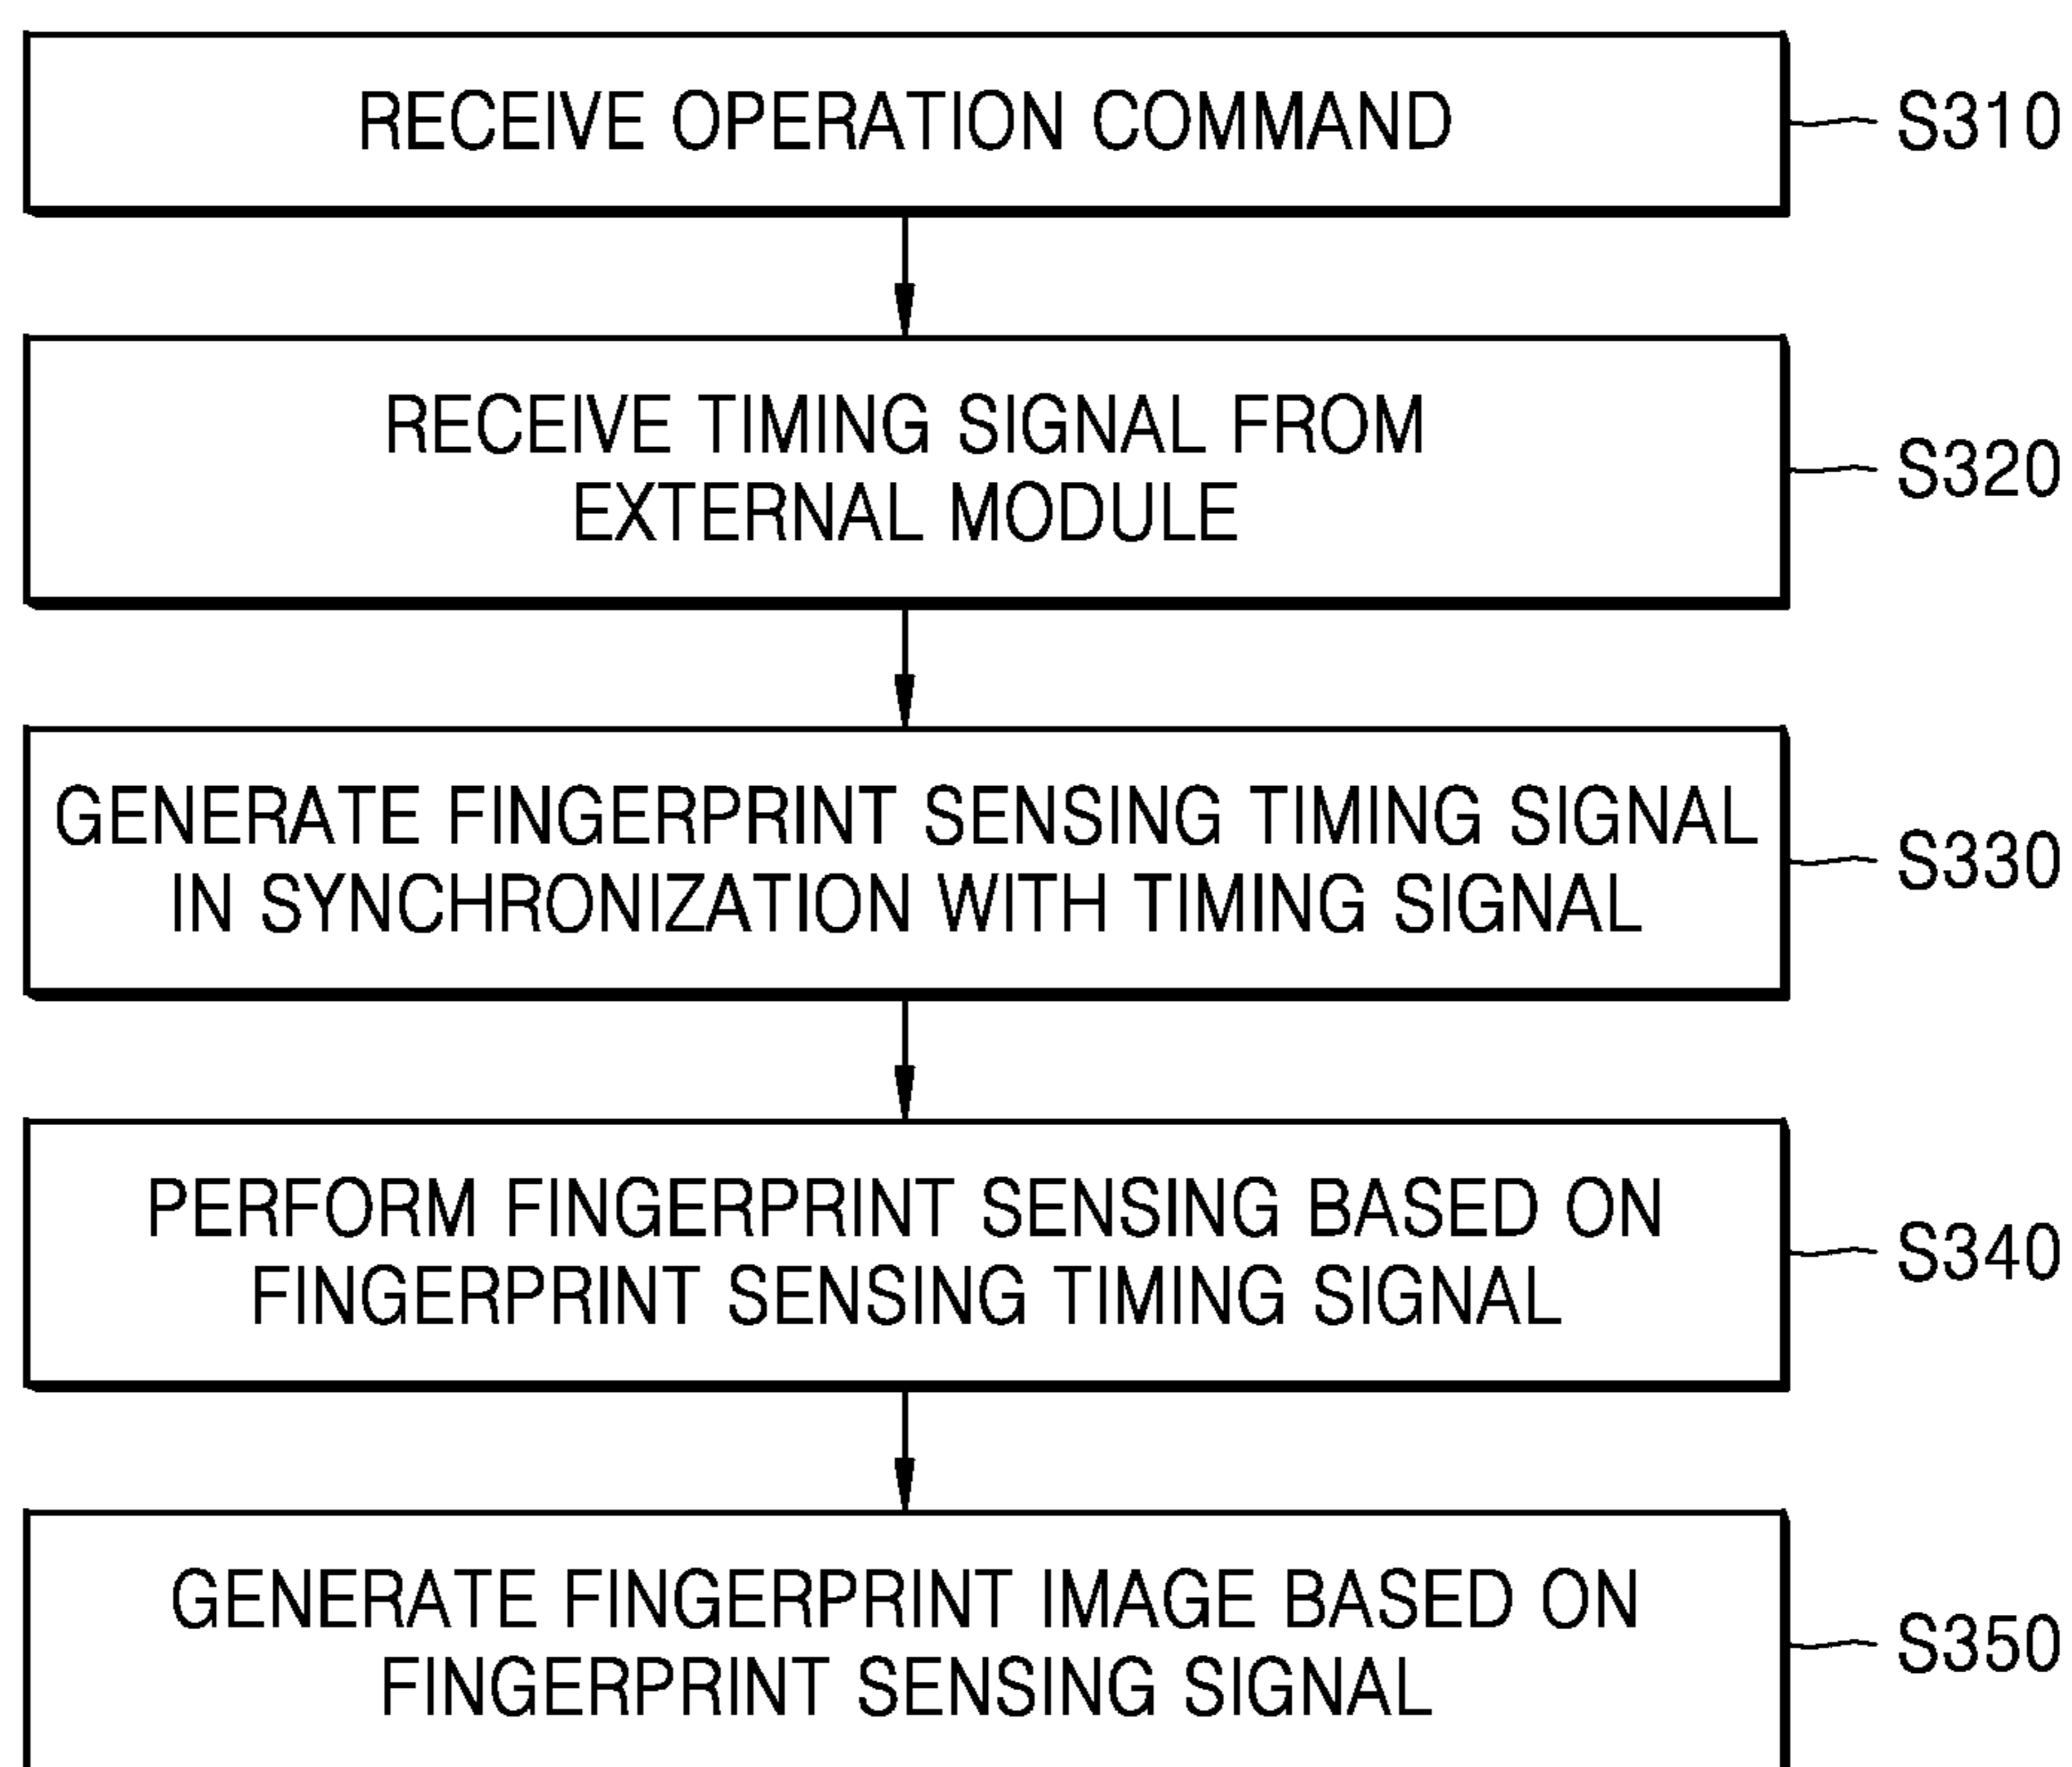 RECEIVE OPERATION COMMAND
S310
RECEIVE TIMING SIGNAL FROM
EXTERNAL MODULE
S320
GENERATE FINGERPRINT SENSING TIMING SIGNAL
IN SYNCHRONIZATION WITH TIMING SIGNAL
S330
PERFORM FINGERPRINT SENSING BASED ON
FINGERPRINT SENSING TIMING SIGNAL
S340
GENERATE FINGERPRINT IMAGE BASED ON
FINGERPRINT SENSING SIGNAL
S350